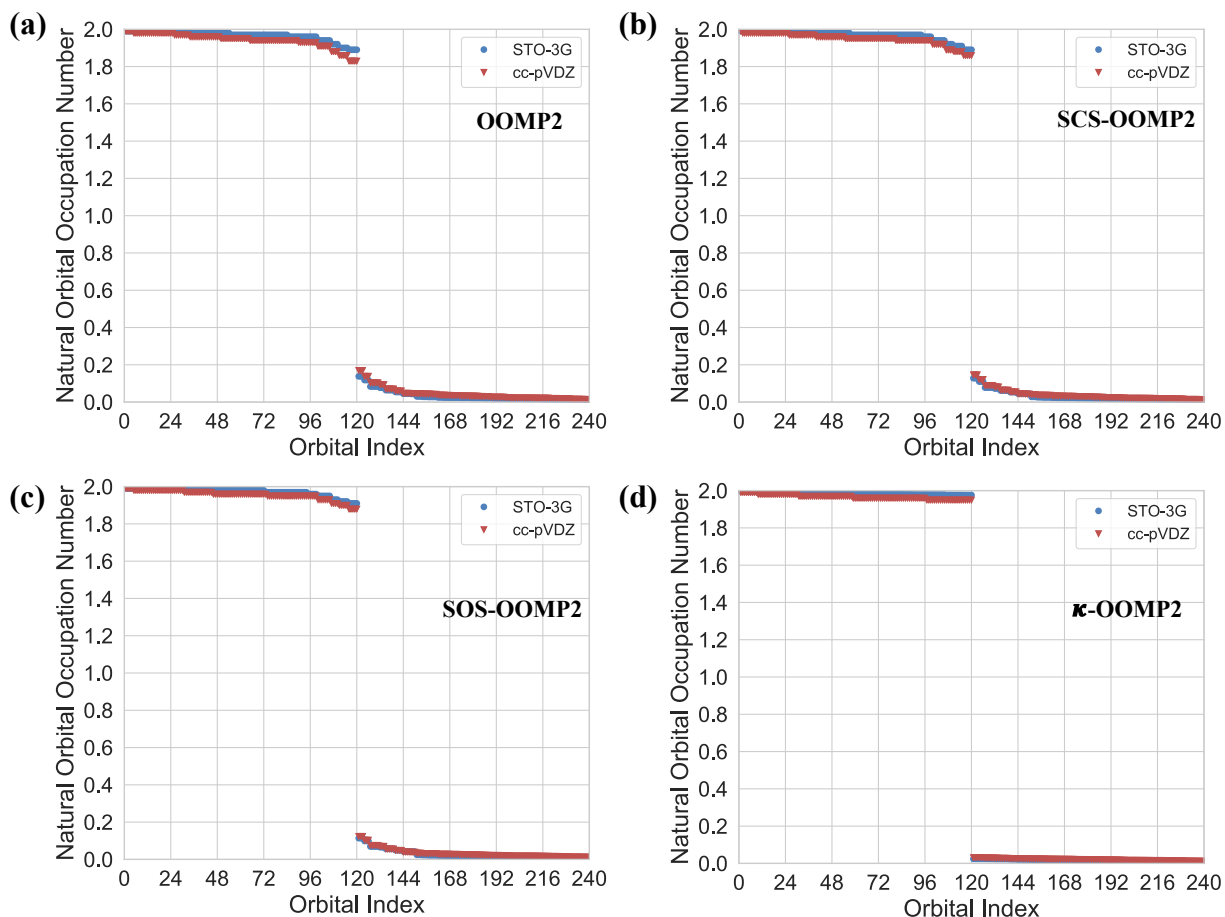 (a)
Natural Orbital Occupation Number
2.0
1.8
1.6
1.4
1.2
1.0
0.8
0.6
0.4
0.2
0.0
STO-3G
cc-pVDZ
OOMP2
0 24 48 72 96 120 144 168 192 216 240
Orbital Index
(b)
Natural Orbital Occupation Number
2.0
1.8
1.6
1.4
1.2
1.0
0.8
0.6
0.4
0.2
0.0
STO-3G
cc-pVDZ
SCS-OOMP2
0 24 48 72 96 120 144 168 192 216 240
Orbital Index
(c)
Natural Orbital Occupation Number
2.0
1.8
1.6
1.4
1.2
1.0
0.8
0.6
0.4
0.2
0.0
STO-3G
cc-pVDZ
SOS-OOMP2
0 24 48 72 96 120 144 168 192 216 240
Orbital Index
(d)
Natural Orbital Occupation Number
2.0
1.8
1.6
1.4
1.2
1.0
0.8
0.6
0.4
0.2
0.0
STO-3G
cc-pVDZ
κ-OOMP2
0 24 48 72 96 120 144 168 192 216 240
Orbital Index